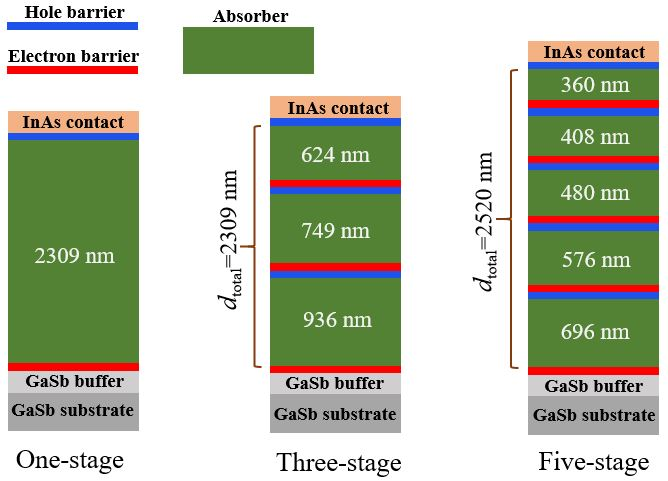 Hole barrier
Electron barrier
Absorber
InAs contact
2309 nm
GaSb buffer
GaSb substrate
One-stage
InAs contact
624 nm
749 nm
936 nm
d_total=2309 nm
GaSb buffer
GaSb substrate
Three-stage
InAs contact
360 nm
408 nm
480 nm
576 nm
696 nm
d_total=2520 nm
GaSb buffer
GaSb substrate
Five-stage